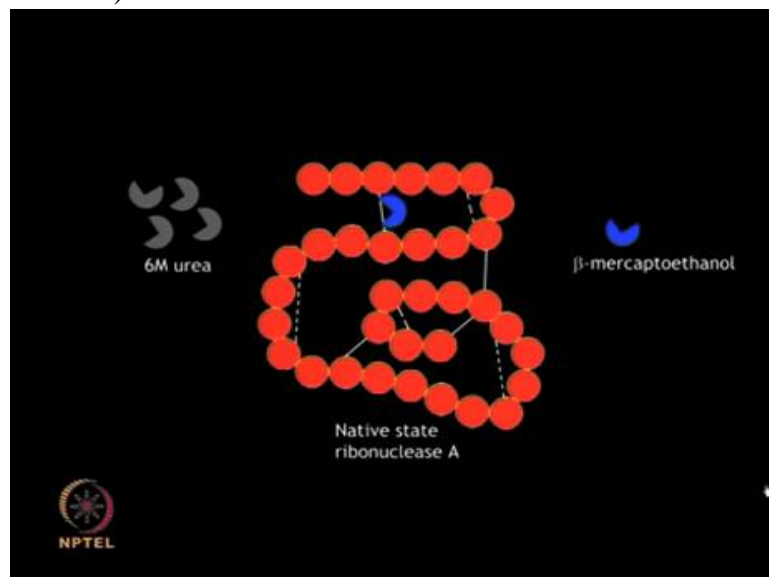 6M urea
β-mercaptoethanol
Native state
ribonuclease A
NPTEL